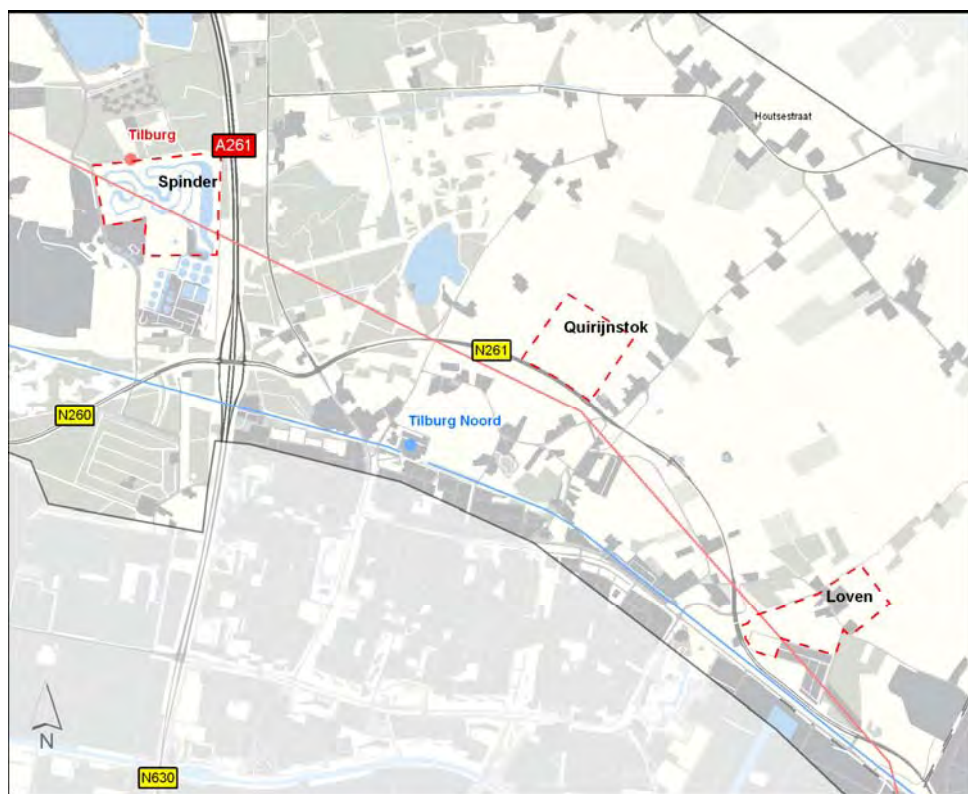 Houtsestraat
Tilburg
A261
Spinder
Quirijnstok
N261
N260
Tilburg Noord
Loven
N
N630